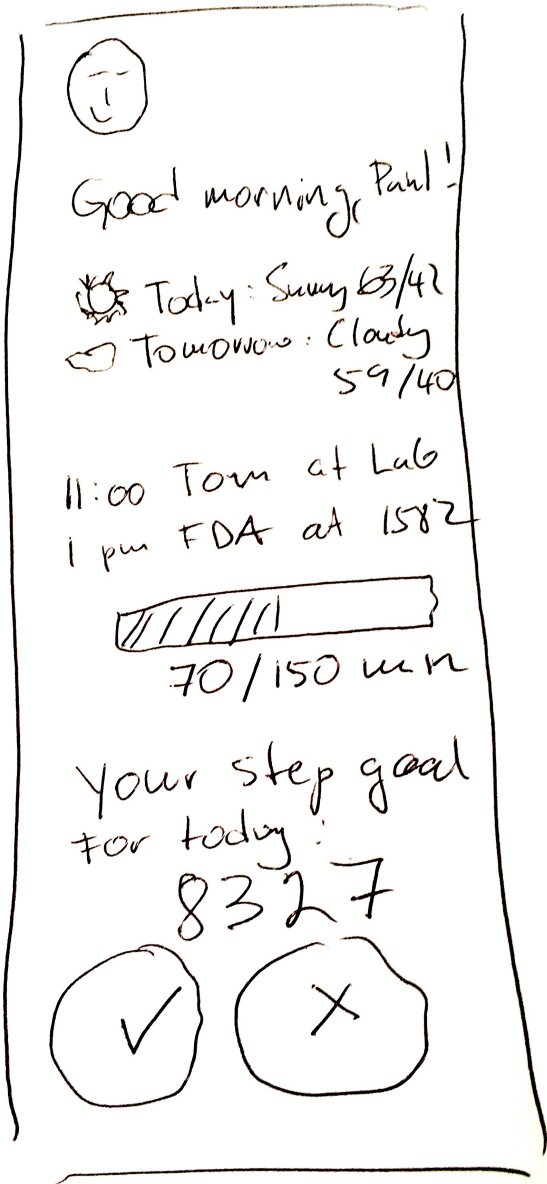 Good morning, Paul!
Today: Sunny 63/42
Tomorrow: Cloudy
59/40
11:00 Tom at Lab
1 pm FDA at 1582
70/150 min
Your step goal
For today:
8327